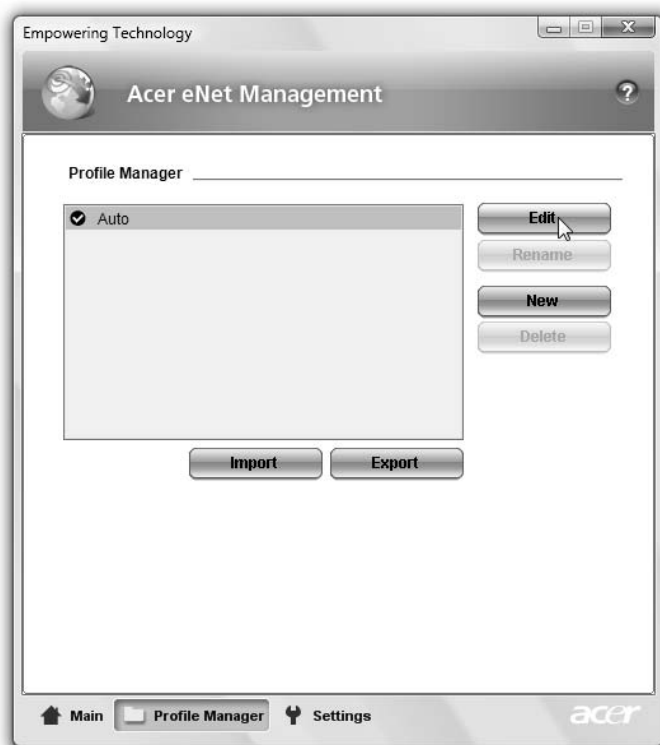 Empowering Technology
Acer eNet Management
?
Profile Manager
Auto
Edit
Rename
New
Delete
Import Export
Main Profile Manager Settings
acer